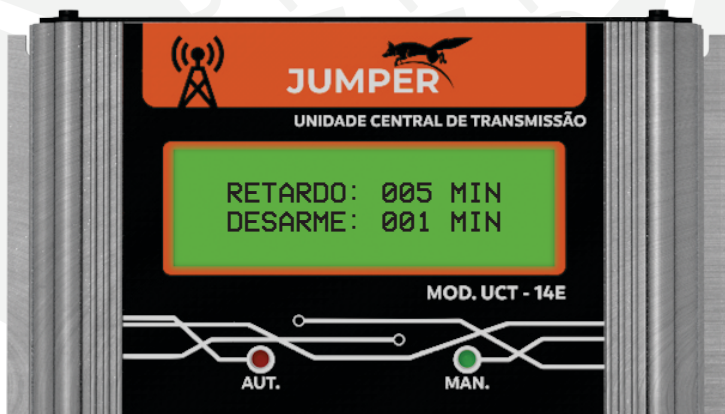 JUMPER
UNIDADE CENTRAL DE TRANSMISSÃO
RETARDO: 005 MIN
DESARME: 001 MIN
MOD. UCT - 14E
AUT.
MAN.